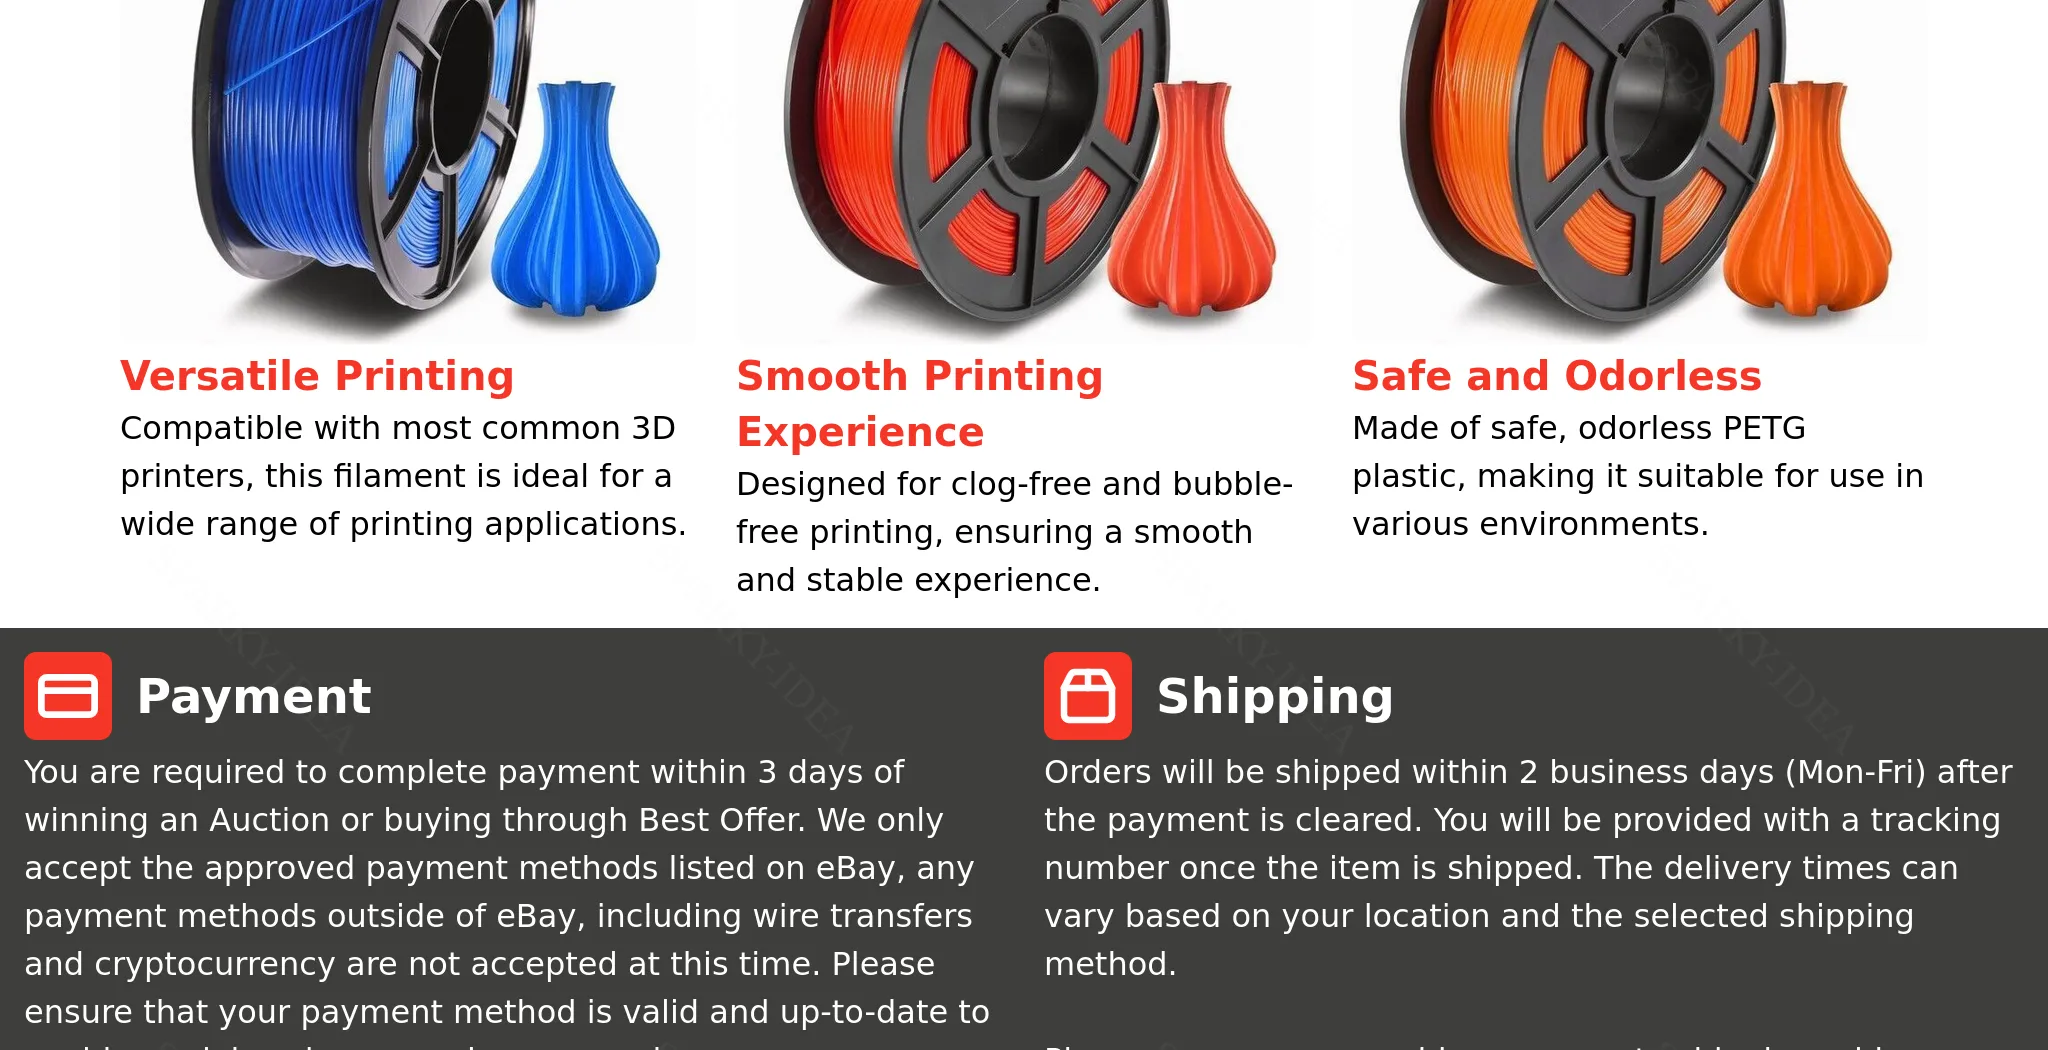 Versatile Printing
Compatible with most common 3D
printers, this filament is ideal for a
wide range of printing applications.
Smooth Printing
Experience
Designed for clog-free and bubble-
free printing, ensuring a smooth
and stable experience.
Safe and Odorless
Made of safe, odorless PETG
plastic, making it suitable for use in
various environments.
Payment
You are required to complete payment within 3 days of
winning an Auction or buying through Best Offer. We only
accept the approved payment methods listed on eBay, any
payment methods outside of eBay, including wire transfers
and cryptocurrency are not accepted at this time. Please
ensure that your payment method is valid and up-to-date to
Shipping
Orders will be shipped within 2 business days (Mon-Fri) after
the payment is cleared. You will be provided with a tracking
number once the item is shipped. The delivery times can
vary based on your location and the selected shipping
method.